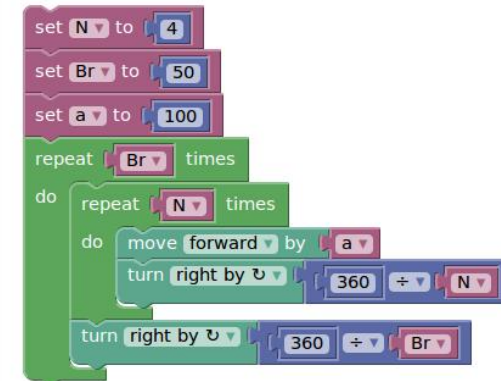 set N to 4
set Br to 50
set a to 100
repeat Br times
do repeat N times
do move forward by a
turn right by ↻ 360 ÷ N
turn right by ↻ 360 ÷ Br